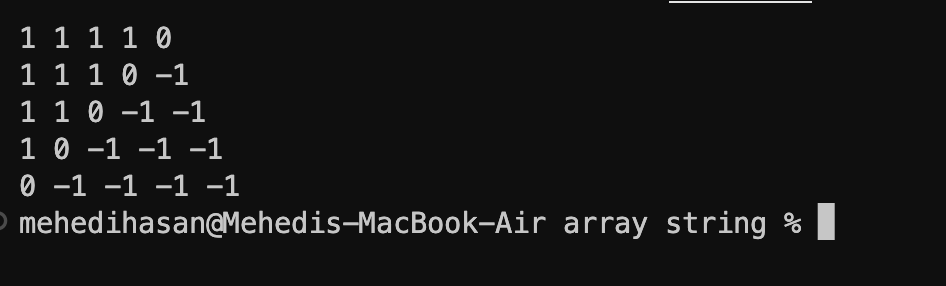 1 1 1 1 0
1 1 1 0 -1
1 1 0 -1 -1
1 0 -1 -1 -1
0 -1 -1 -1 -1
mehedihasan@Mehedis-MacBook-Air array string %